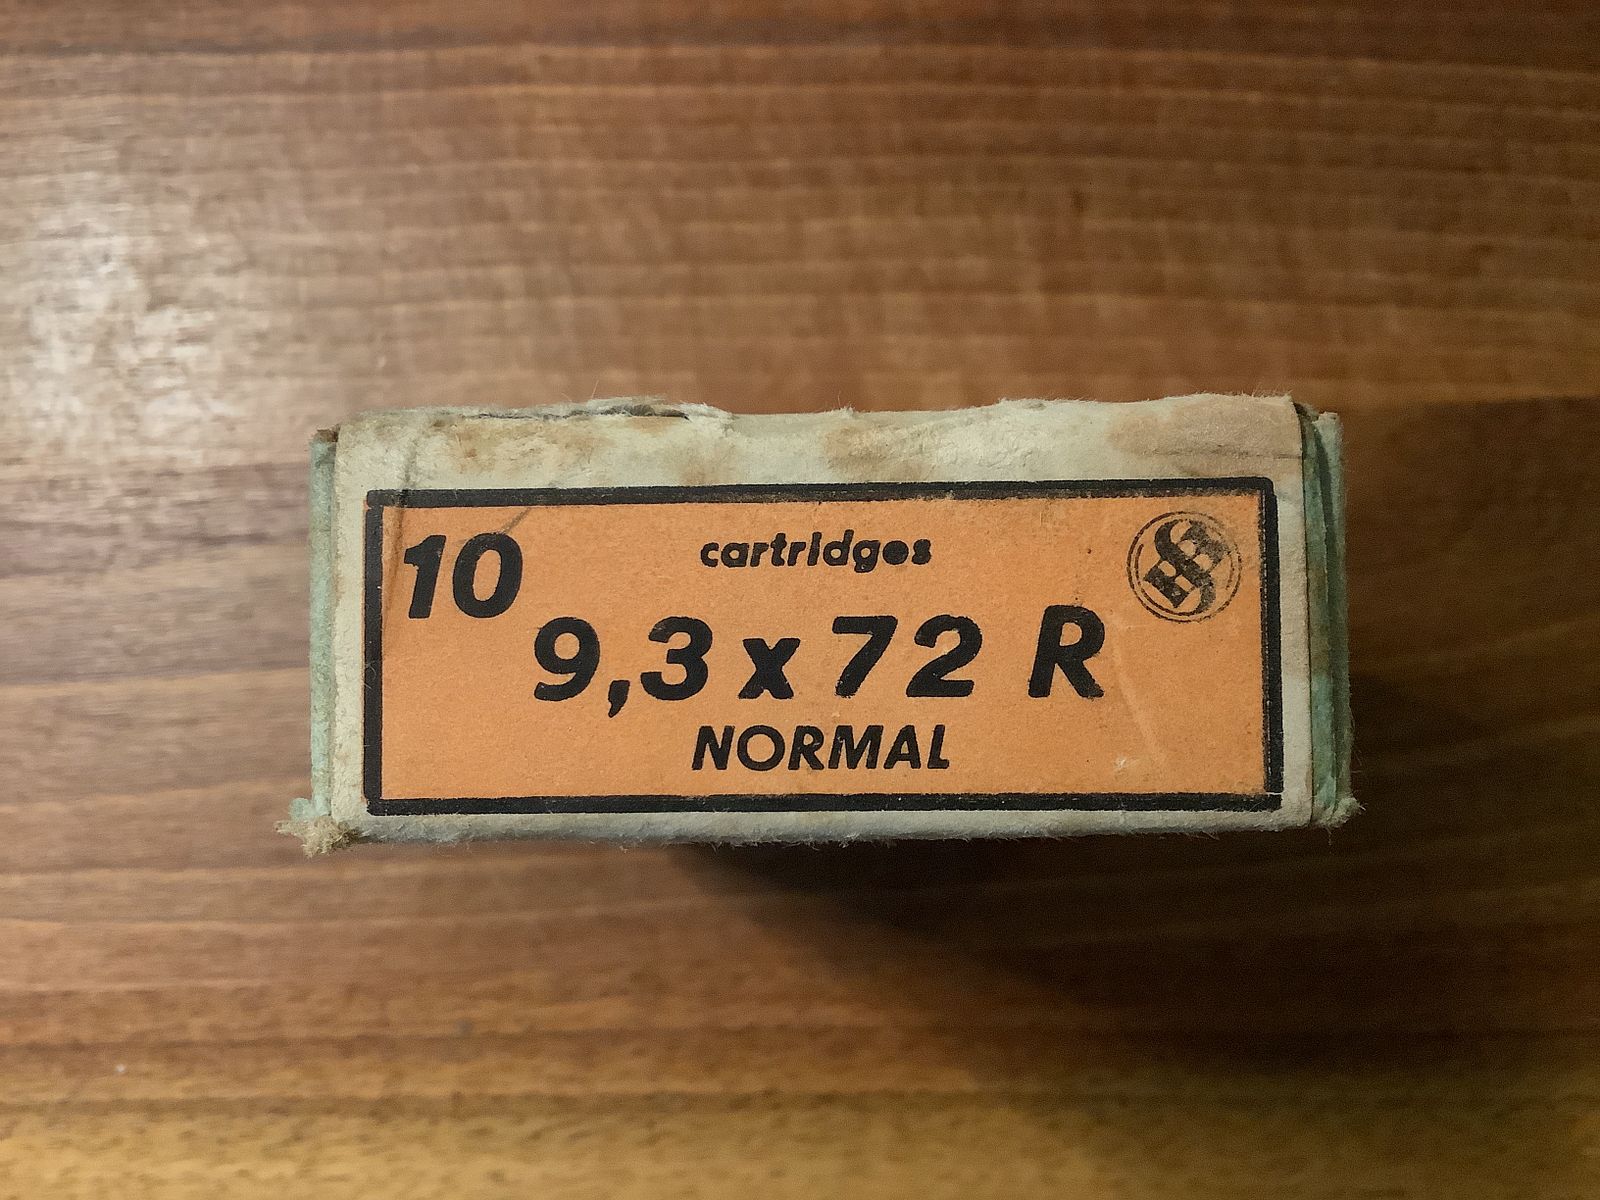 10
cartridges
9,3 x 72 R
NORMAL